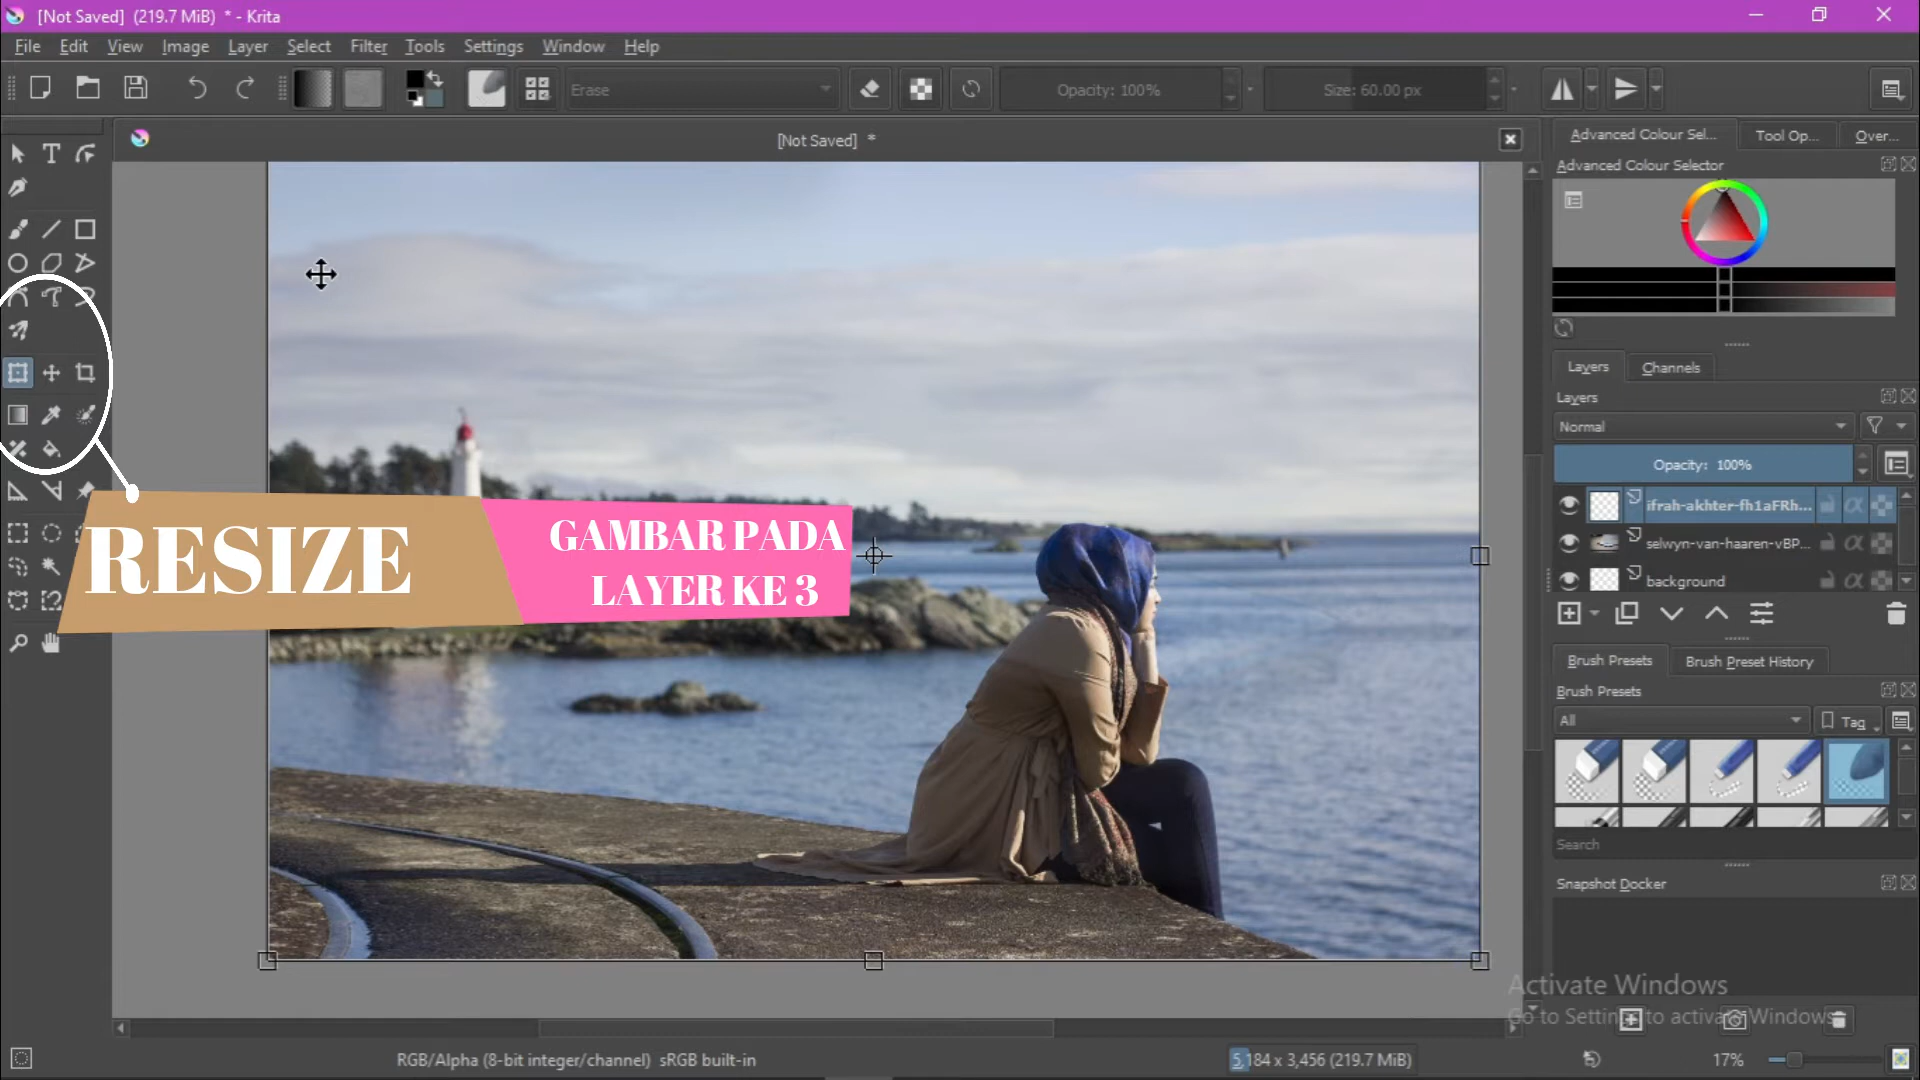 [Not Saved] (219.7 MiB) * - Krita
File Edit View Image Layer Select Filter Tools Settings Window Help
Erase
Opacity: 100%
Size: 60.00 px
[Not Saved] *
Advanced Colour Sel...
Tool Op...
Over...
Advanced Colour Selector
Layers
Channels
Layers
Normal
Opacity: 100%
ifrah-akhter-fh1aFRh...
selwyn-van-haaren-vBP...
background
RESIZE
GAMBAR PADA
LAYER KE 3
Brush Presets
Brush Preset History
Brush Presets
All
Tag
Search
Snapshot Docker
Activate Windows
Go to Settings to activate Windows.
RGB/Alpha (8-bit integer/channel) sRGB built-in
5,184 x 3,456 (219.7 MiB)
17%